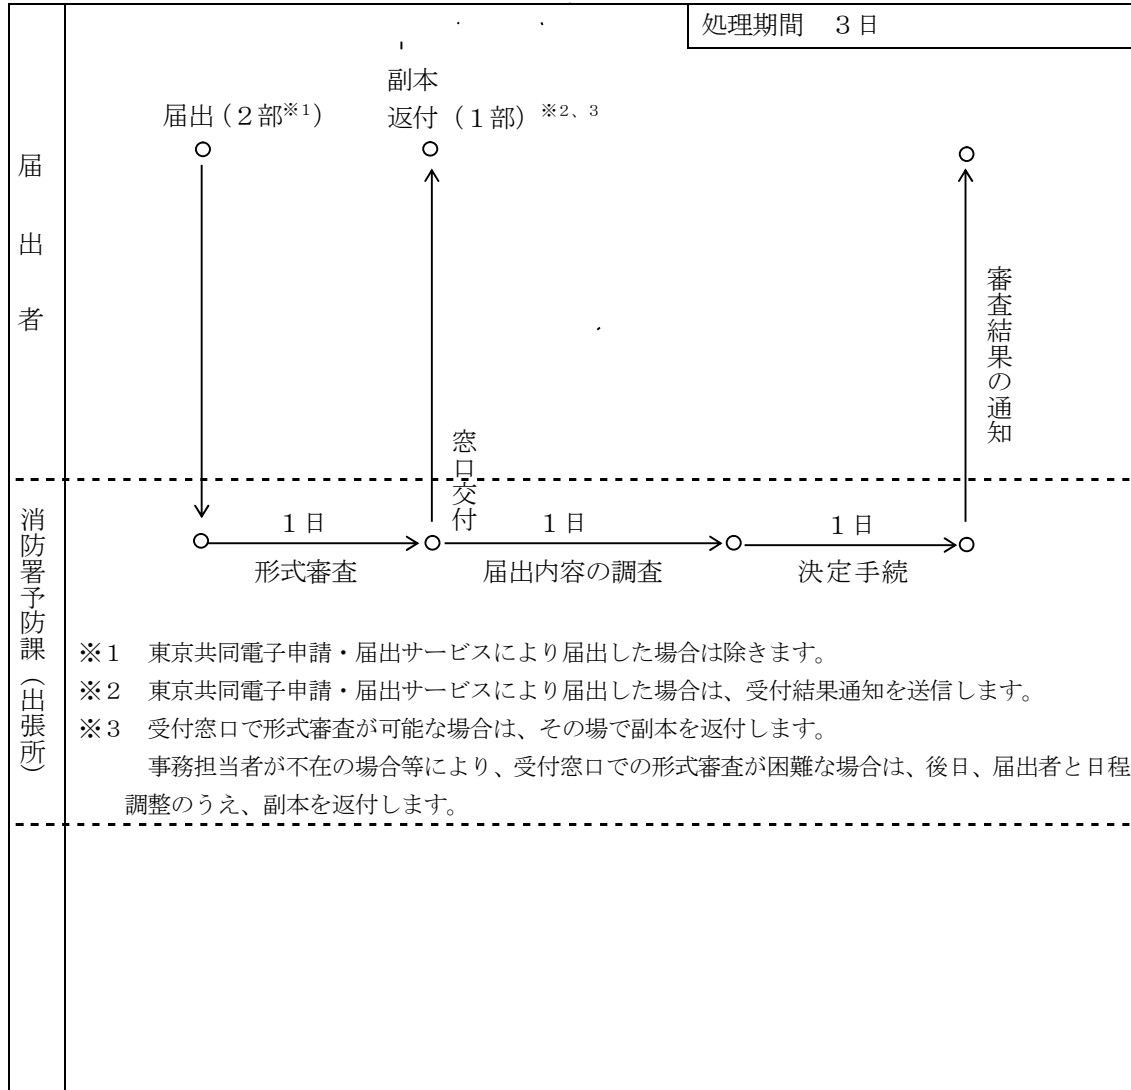 処理期間　３日
副本
届出（２部※1）
返付（１部）※2、3
届出者
審査結果の通知
窓口交付
消防署予防課（出張所）
１日
１日
１日
形式審査
届出内容の調査
決定手続
※１　東京共同電子申請・届出サービスにより届出した場合は除きます。
※２　東京共同電子申請・届出サービスにより届出した場合は、受付結果通知を送信します。
※３　受付窓口で形式審査が可能な場合は、その場で副本を返付します。
事務担当者が不在の場合等により、受付窓口での形式審査が困難な場合は、後日、届出者と日程
調整のうえ、副本を返付します。